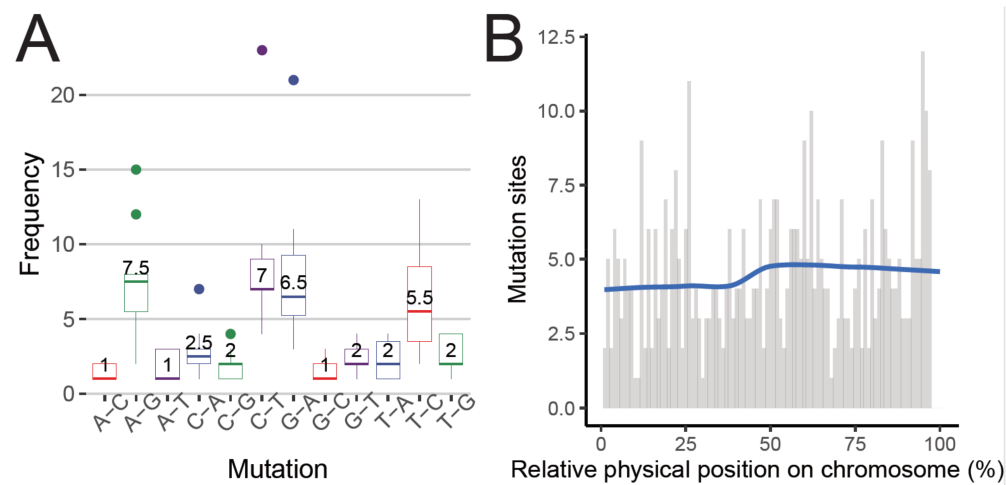 A
Frequency
20
15
10
5
0
1
7.5
1
2.5
2
7
6.5
1
2
2
5.5
2
A-C
A-G
A-T
C-A
C-G
C-T
G-A
G-C
G-T
T-A
T-C
T-G
Mutation
B
Mutation sites
12.5
10.0
7.5
5.0
2.5
0.0
0
25
50
75
100
Relative physical position on chromosome (%)